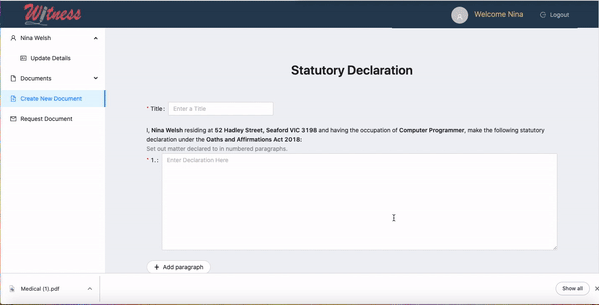 Witness
Welcome Nina
Logout
Nina Welsh
Update Details
Documents
Create New Document
Request Document
Statutory Declaration
* Title :
Enter a Title
I, Nina Welsh residing at 52 Hadley Street, Seaford VIC 3198 and having the occupation of Computer Programmer, make the following statutory
declaration under the Oaths and Affirmations Act 2018:
Set out matter declared to in numbered paragraphs.
* 1. :
Enter Declaration Here
+ Add paragraph
Medical (1).pdf
Show all